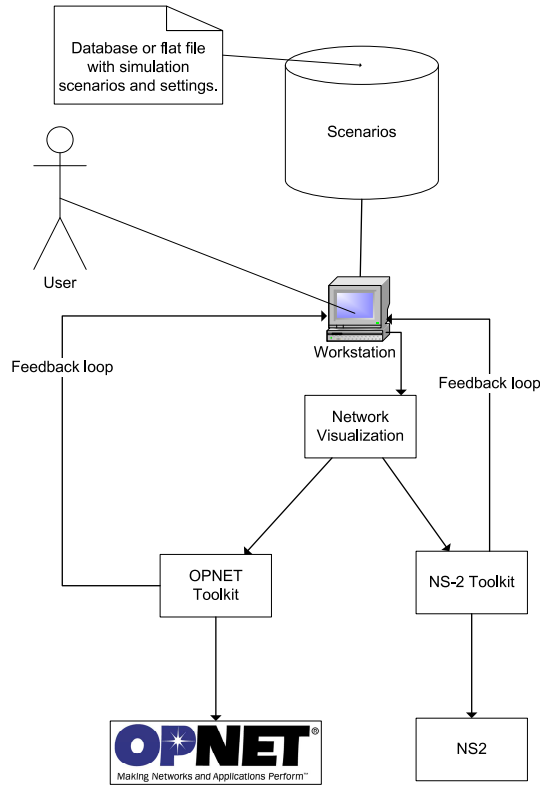 Database or flat file
with simulation
scenarios and settings.
Scenarios
User
Workstation
Feedback loop
Feedback loop
Network
Visualization
OPNET
Toolkit
NS-2 Toolkit
OPNET®
Making Networks and Applications Perform™
NS2